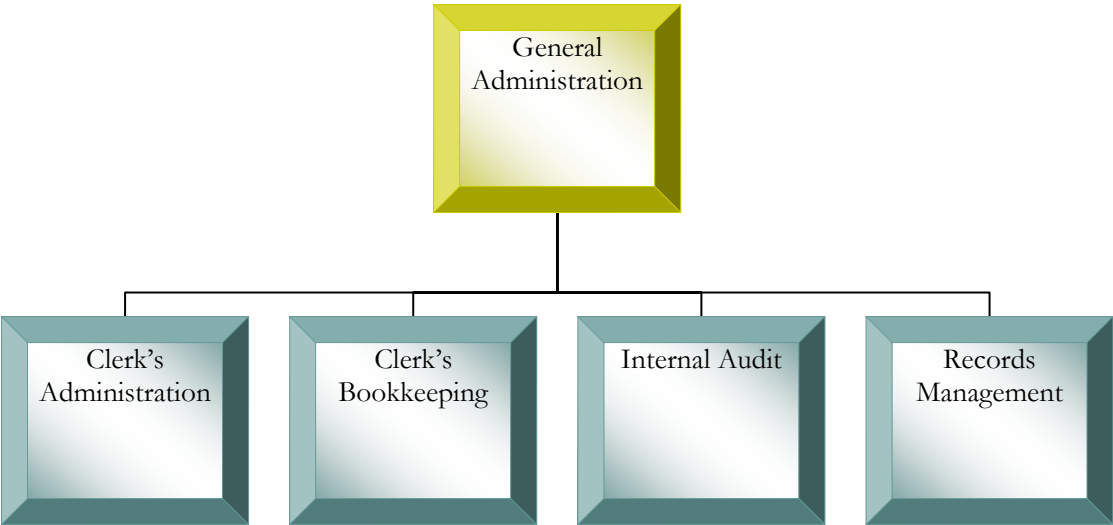 General
Administration
Clerk’s
Administration
Clerk’s
Bookkeeping
Internal Audit
Records
Management